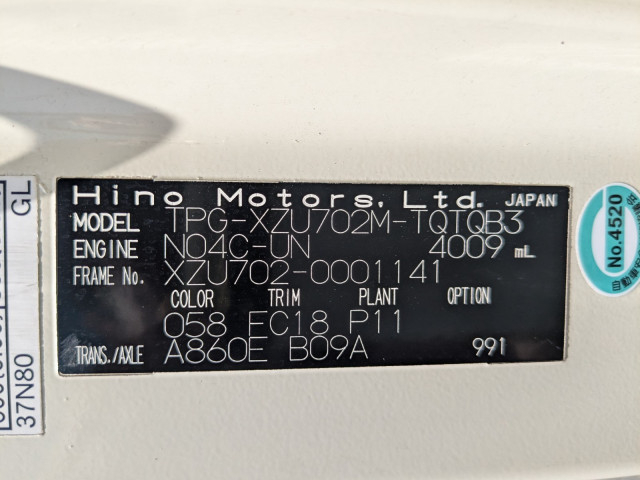 Hino Motors, Ltd. JAPAN
MODEL TPG-XZU702M-TQTQB3
ENGINE N04C-UN 4009 mL
FRAME No. XZU702-0001141
COLOR TRIM PLANT OPTION
058 FC18 P11
TRANS./AXLE A860E B09A 991
GL
37N80
No.4520